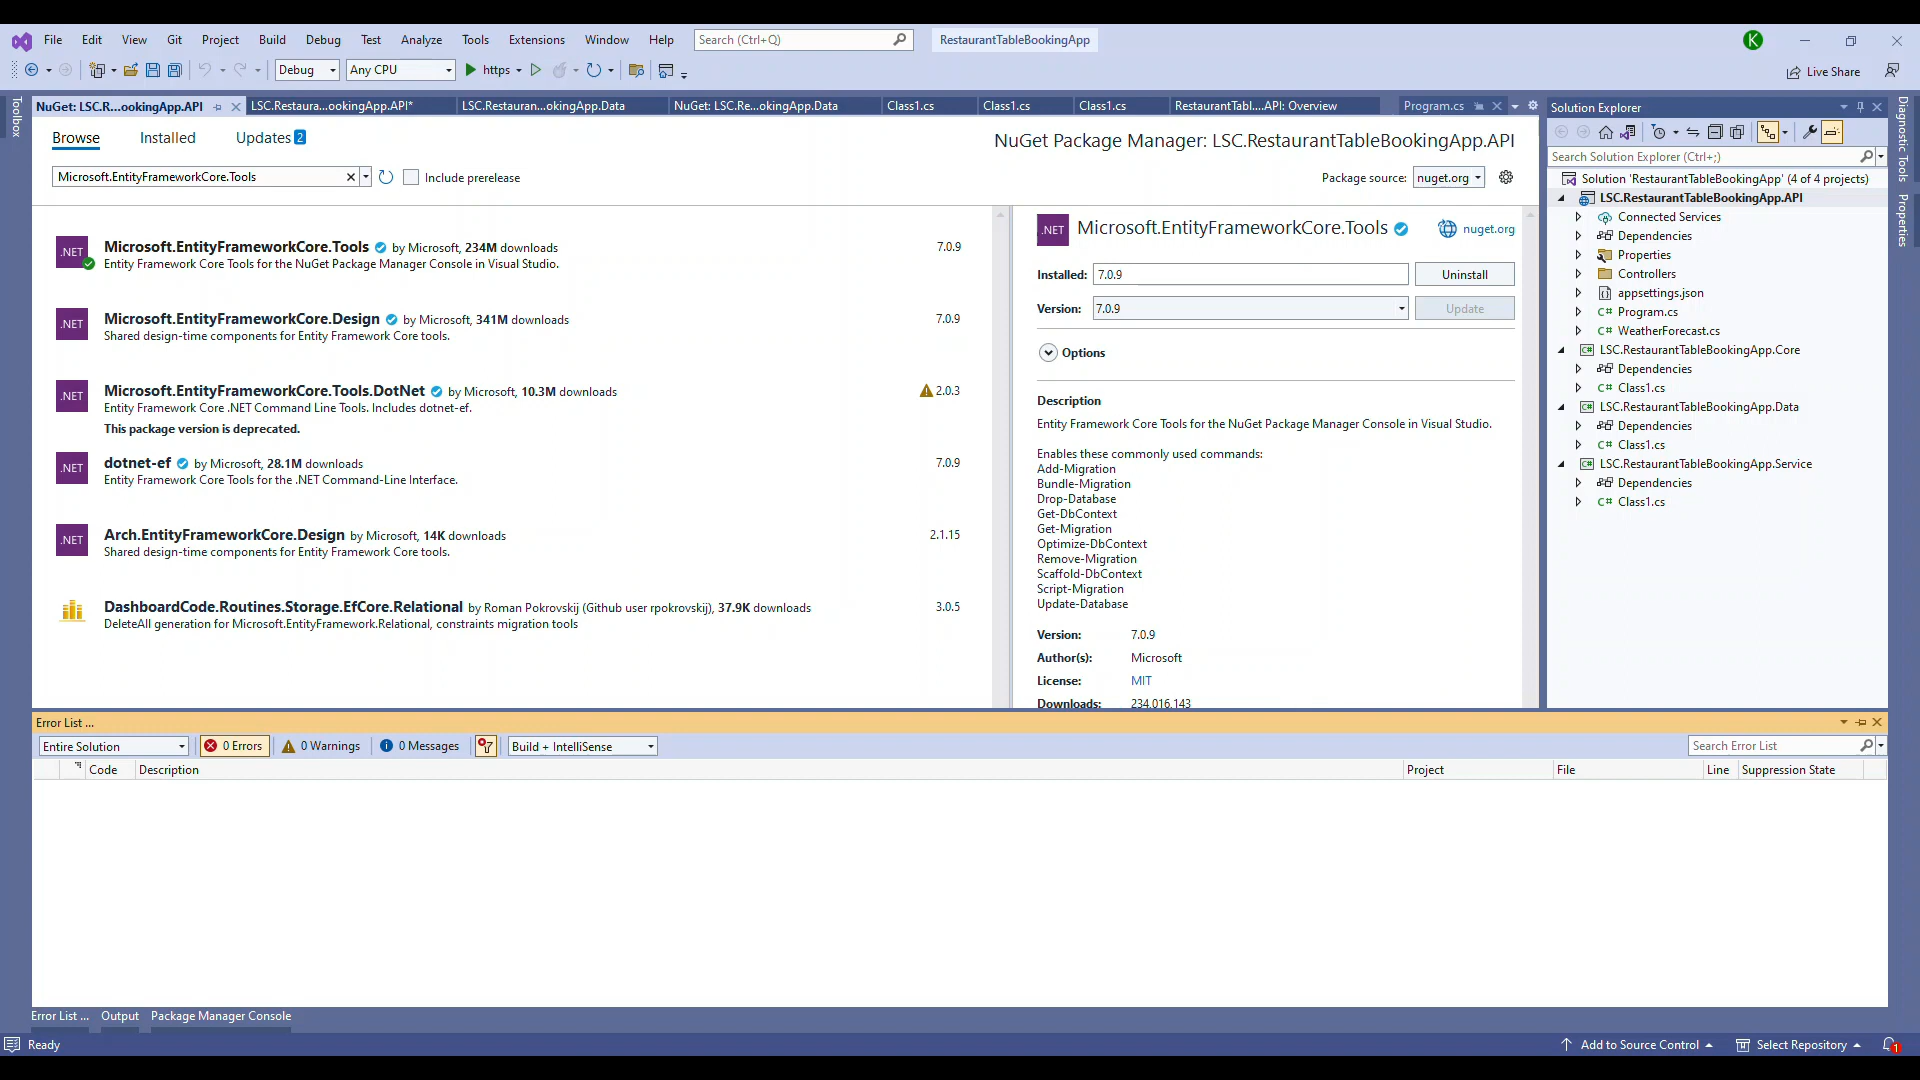 File Edit View Git Project Build Debug Test Analyze Tools Extensions Window Help Search (Ctrl+Q) RestaurantTableBookingApp K
Debug Any CPU https Live Share
NuGet: LSC.R...ookingApp.API LSC.Restaura...ookingApp.API* LSC.Restauran...okingApp.Data NuGet: LSC.Re...okingApp.Data Class1.cs Class1.cs Class1.cs RestaurantTabl....API: Overview Program.cs
Toolbox
Browse Installed Updates 2
NuGet Package Manager: LSC.RestaurantTableBookingApp.API
Microsoft.EntityFrameworkCore.Tools Include prerelease
Package source: nuget.org
.NET
Microsoft.EntityFrameworkCore.Tools by Microsoft, 234M downloads 7.0.9
Entity Framework Core Tools for the NuGet Package Manager Console in Visual Studio.
.NET
Microsoft.EntityFrameworkCore.Design by Microsoft, 341M downloads 7.0.9
Shared design-time components for Entity Framework Core tools.
.NET
Microsoft.EntityFrameworkCore.Tools.DotNet by Microsoft, 10.3M downloads 2.0.3
Entity Framework Core .NET Command Line Tools. Includes dotnet-ef.
This package version is deprecated.
.NET
dotnet-ef by Microsoft, 28.1M downloads 7.0.9
Entity Framework Core Tools for the .NET Command-Line Interface.
.NET
Arch.EntityFrameworkCore.Design by Microsoft, 14K downloads 2.1.15
Shared design-time components for Entity Framework Core tools.
DashboardCode.Routines.Storage.EfCore.Relational by Roman Pokrovskij (Github user rpokrovskij), 37.9K downloads 3.0.5
DeleteAll generation for Microsoft.EntityFramework.Relational, constraints migration tools
.NET
Microsoft.EntityFrameworkCore.Tools nuget.org
Installed: 7.0.9 Uninstall
Version: 7.0.9 Update
Options
Description
Entity Framework Core Tools for the NuGet Package Manager Console in Visual Studio.
Enables these commonly used commands:
Add-Migration
Bundle-Migration
Drop-Database
Get-DbContext
Get-Migration
Optimize-DbContext
Remove-Migration
Scaffold-DbContext
Script-Migration
Update-Database
Version: 7.0.9
Author(s): Microsoft
License: MIT
Downloads: 234,016,143
Solution Explorer
Search Solution Explorer (Ctrl+;)
Solution 'RestaurantTableBookingApp' (4 of 4 projects)
LSC.RestaurantTableBookingApp.API
Connected Services
Dependencies
Properties
Controllers
appsettings.json
C# Program.cs
C# WeatherForecast.cs
C# LSC.RestaurantTableBookingApp.Core
Dependencies
C# Class1.cs
C# LSC.RestaurantTableBookingApp.Data
Dependencies
C# Class1.cs
C# LSC.RestaurantTableBookingApp.Service
Dependencies
C# Class1.cs
Diagnostic Tools
Properties
Error List ...
Entire Solution 0 Errors 0 Warnings 0 Messages Build + IntelliSense Search Error List
Code Description Project File Line Suppression State
Error List ... Output Package Manager Console
Ready Add to Source Control Select Repository 1